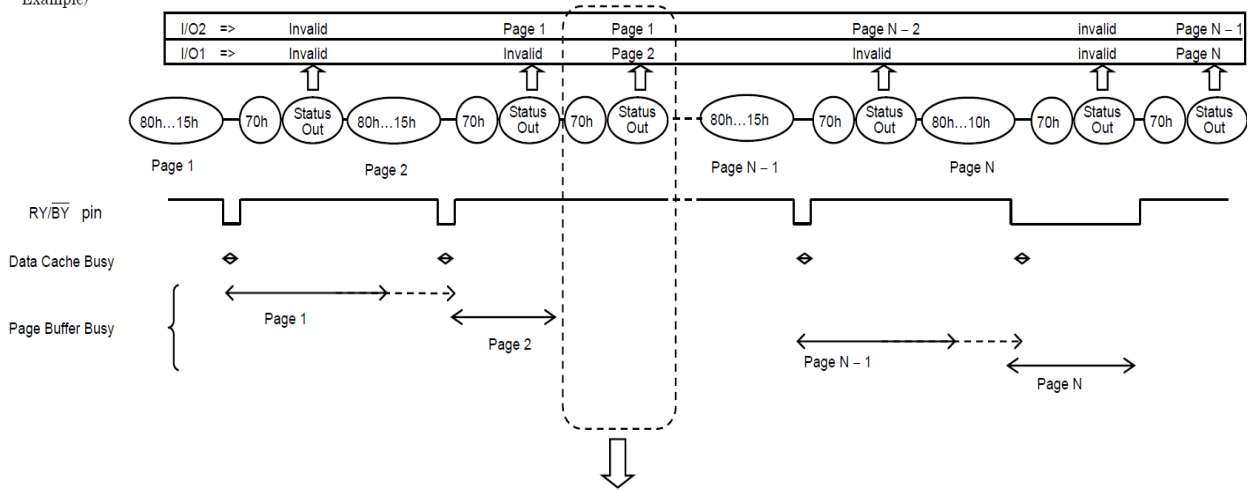 Example)
I/O2 => Invalid Page 1 Page 1 Page N – 2 invalid Page N – 1
I/O1 => Invalid Invalid Page 2 Invalid invalid Page N
80h…15h 70h Status Out 80h…15h 70h Status Out 70h Status Out 80h…15h 70h Status Out 80h…10h 70h Status Out 70h Status Out
Page 1 Page 2 Page N – 1 Page N
RY/BY pin
Data Cache Busy
Page 1
Page Buffer Busy
Page 2
Page N – 1
Page N